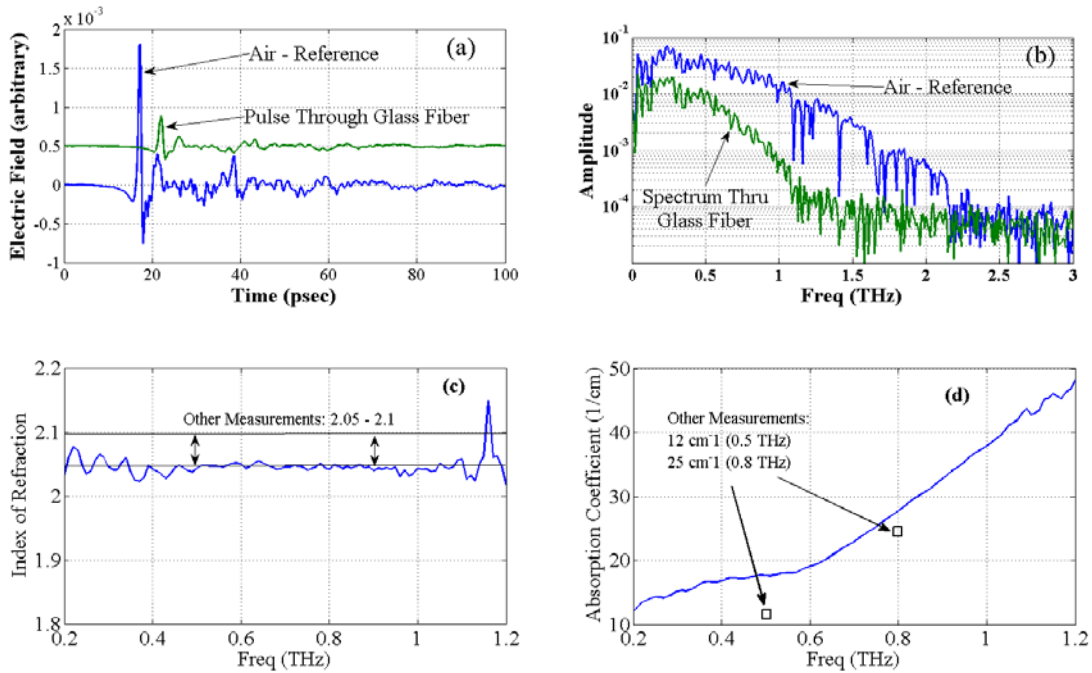 2 x 10^-3
(a)
Air - Reference
Pulse Through Glass Fiber
Electric Field (arbitrary)
1.5
1
0.5
0
-0.5
-1
0
20
40
60
80
100
Time (psec)
10^-1
10^-2
10^-3
10^-4
(b)
Air - Reference
Spectrum Thru
Glass Fiber
Amplitude
0
0.5
1
1.5
2
2.5
3
Freq (THz)
2.2
2.1
2
1.9
1.8
(c)
Other Measurements: 2.05 - 2.1
Index of Refraction
0.2
0.4
0.6
0.8
1
1.2
Freq (THz)
50
40
30
20
10
(d)
Other Measurements:
12 cm^-1 (0.5 THz)
25 cm^-1 (0.8 THz)
Absorption Coefficient (1/cm)
0.2
0.4
0.6
0.8
1
1.2
Freq (THz)